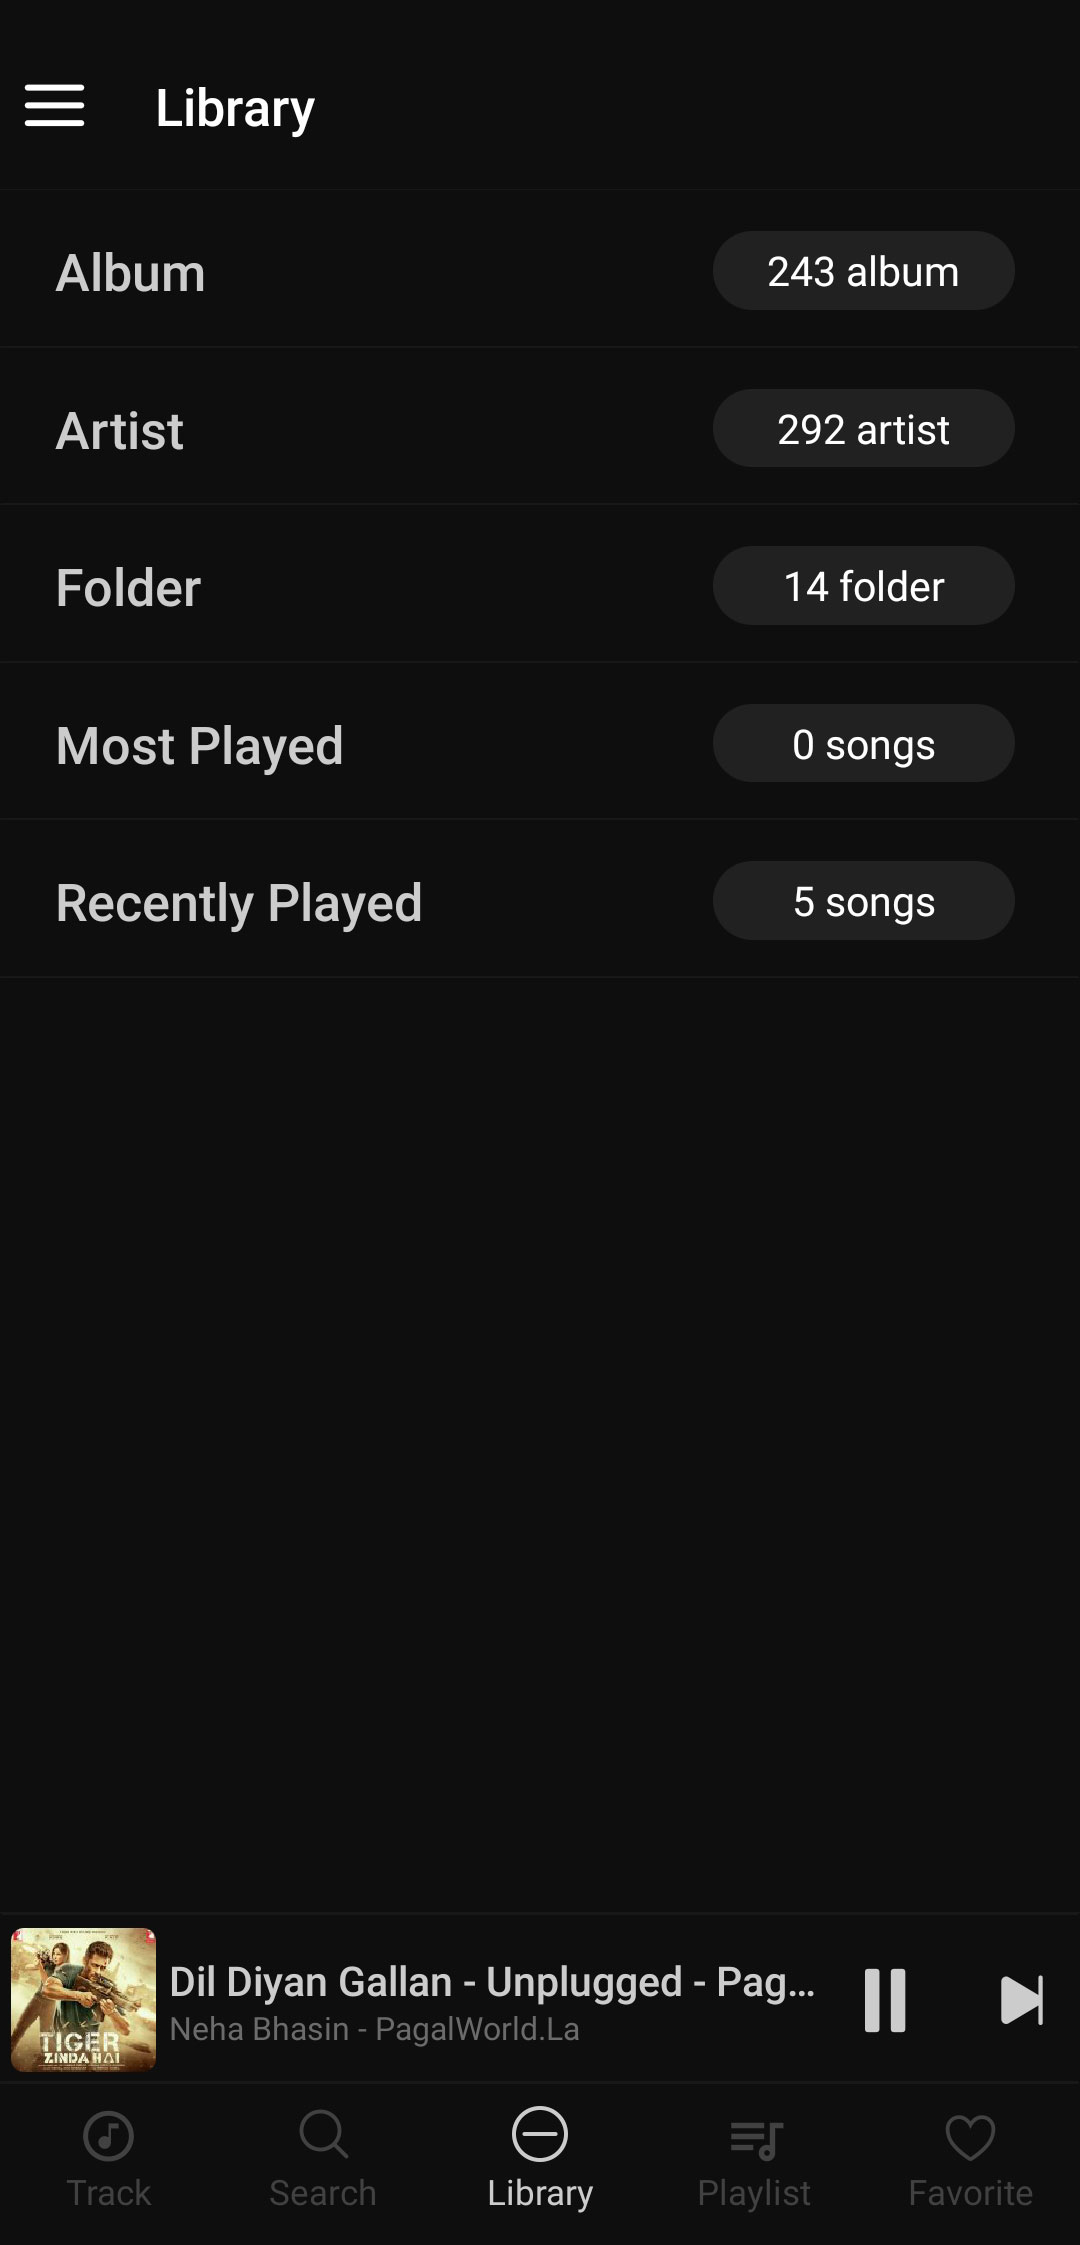 Library
Album
243 album
Artist
292 artist
Folder
14 folder
Most Played
0 songs
Recently Played
5 songs
TIGER
ZINDA HAI
Dil Diyan Gallan - Unplugged - Pag...
Neha Bhasin - PagalWorld.La
Track
Search
Library
Playlist
Favorite